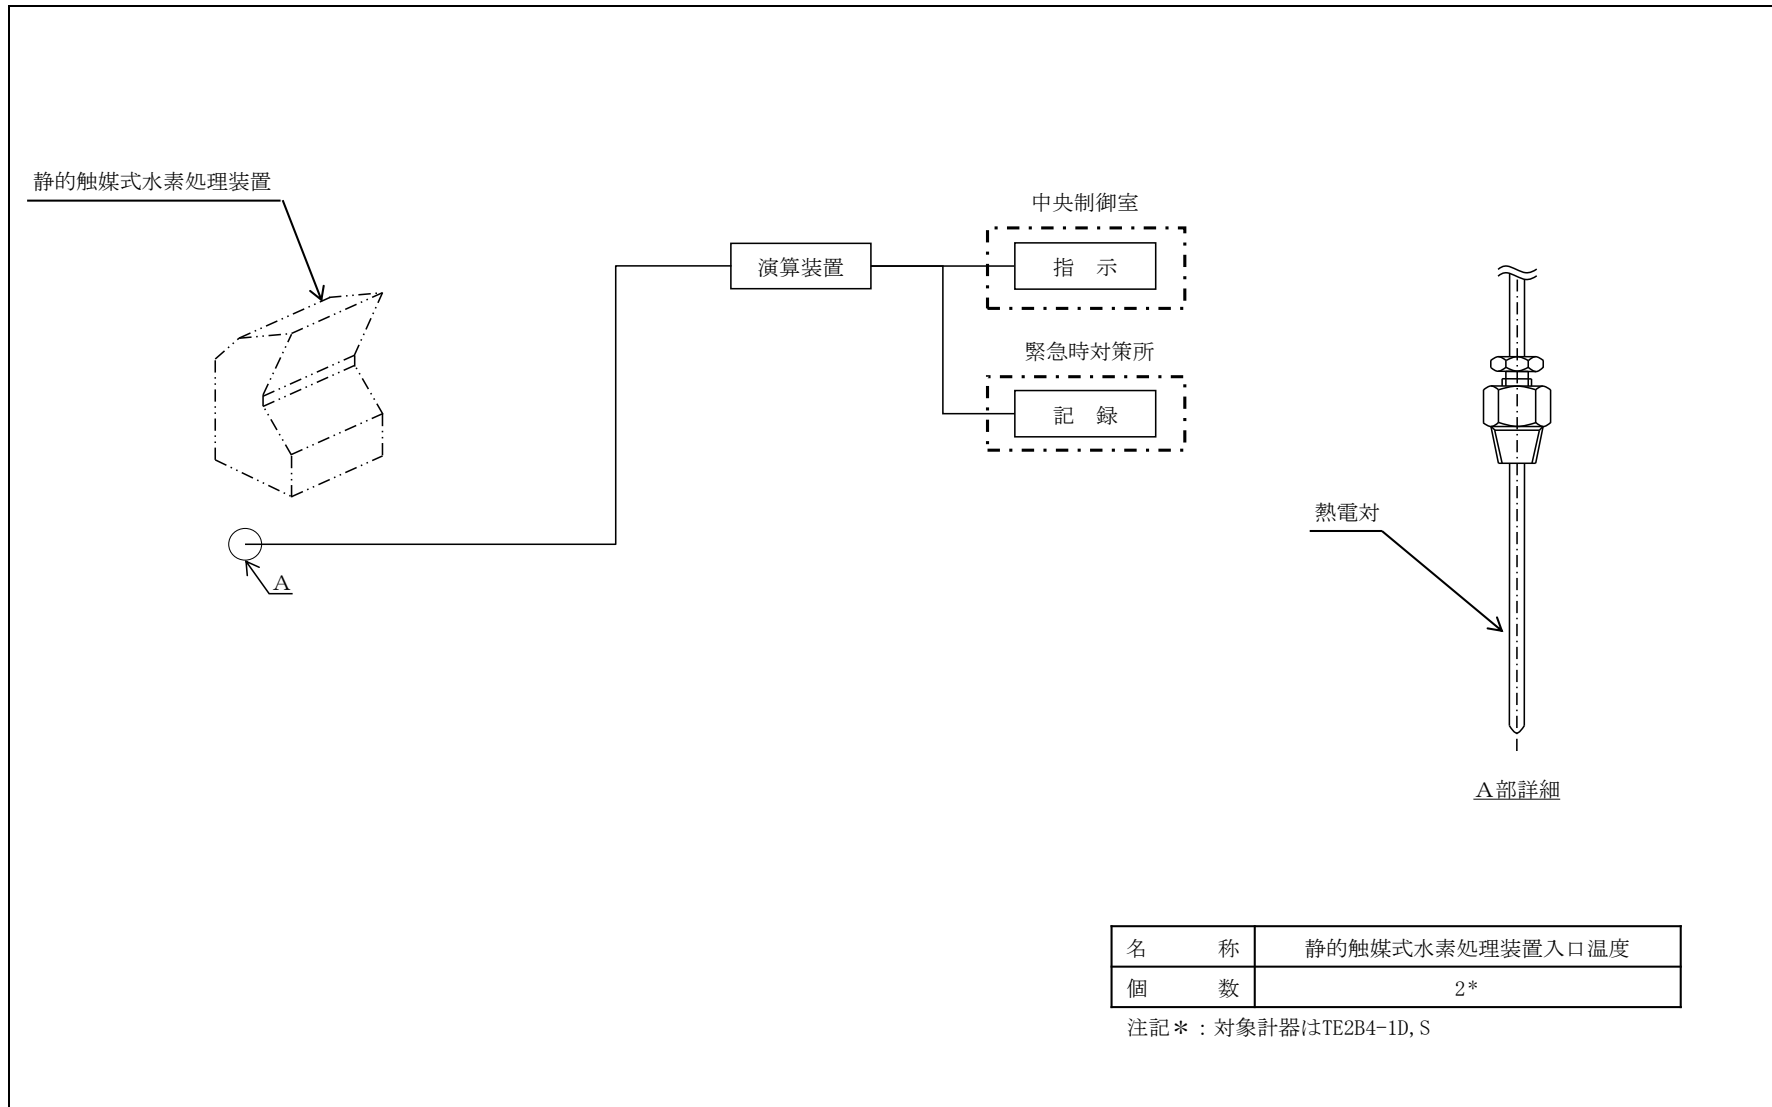 静的触媒式水素処理装置
中央制御室
演算装置
指　示
緊急時対策所
記　録
熱電対
A
A部詳細
名　称　静的触媒式水素処理装置入口温度
個　数　2*
注記＊：対象計器はTE2B4-1D,S